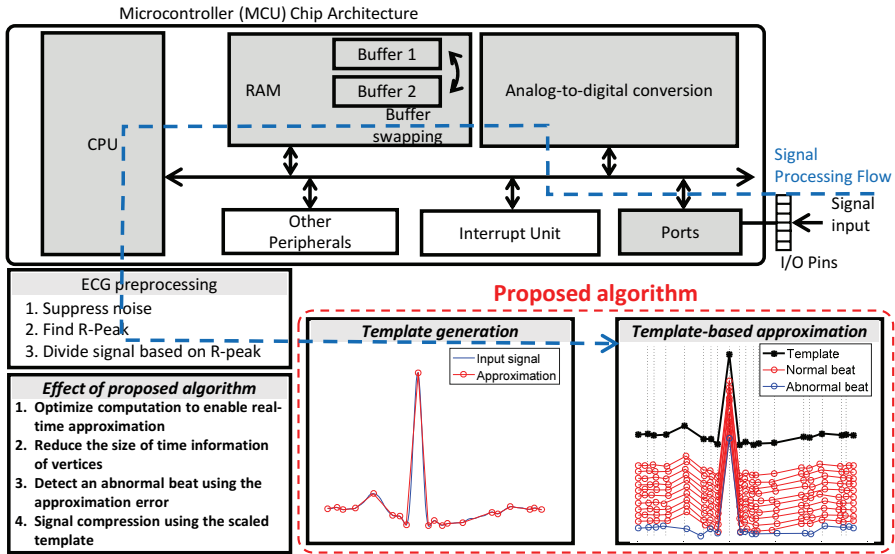 Microcontroller (MCU) Chip Architecture
CPU
RAM
Buffer 1
Buffer 2
Buffer
swapping
Analog-to-digital conversion
Signal
Processing Flow
Signal
input
I/O Pins
Other
Peripherals
Interrupt Unit
Ports
ECG preprocessing
1. Suppress noise
2. Find R-Peak
3. Divide signal based on R-peak
Effect of proposed algorithm
1. Optimize computation to enable real-
time approximation
2. Reduce the size of time information
of vertices
3. Detect an abnormal beat using the
approximation error
4. Signal compression using the scaled
template
Proposed algorithm
Template generation
Input signal
Approximation
Template-based approximation
Template
Normal beat
Abnormal beat